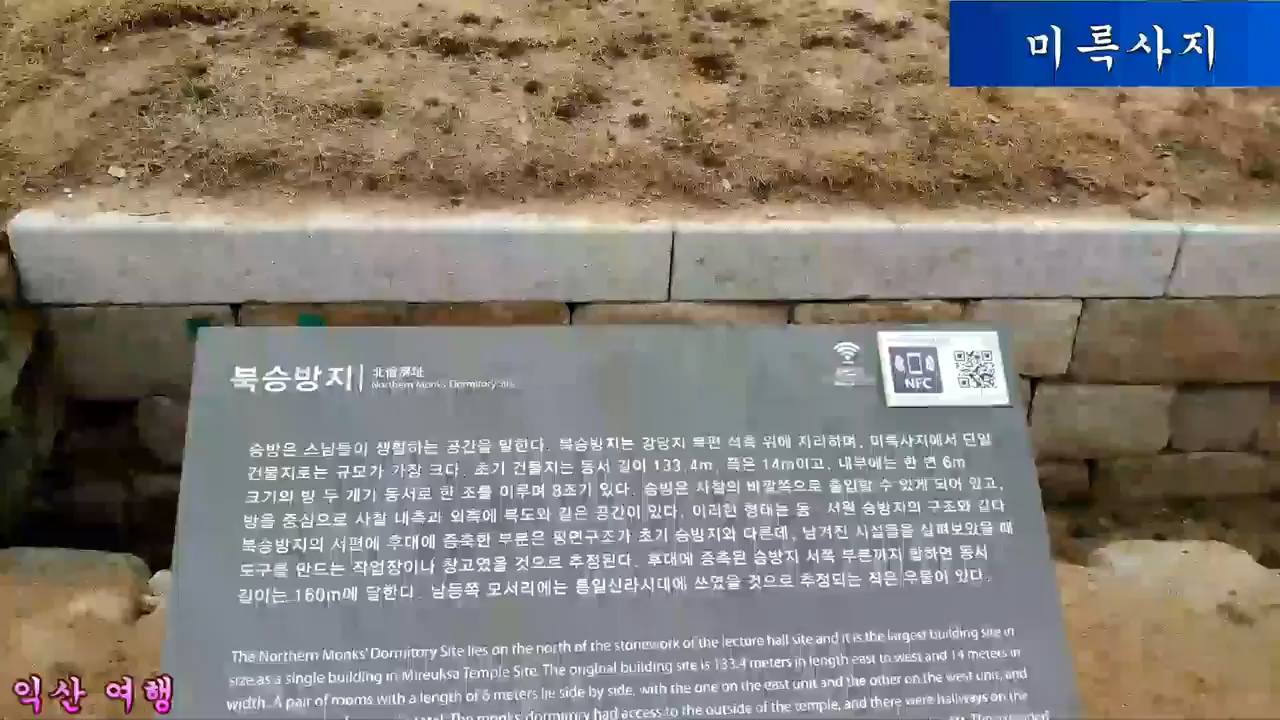 미륵사지
북승방지
北僧房址
Northern Monks' Dormitory Site
NFC
승방은 스님들이 생활하는 공간을 말한다. 북승방지는 강당지 북편 석축 위에 자리하며, 미륵사지에서 단일
건물지로는 규모가 가장 크다. 초기 건물지는 동서 길이 133.4m, 폭은 14m이고, 내부에는 한 변 6m
크기의 방 두 개가 동서로 한 조를 이루며 8조가 있다. 승방은 사찰의 바깥쪽으로 출입할 수 있게 되어 있고,
방을 중심으로 사찰 내측과 외측에 복도와 같은 공간이 있다. 이러한 형태는 동·서원 승방지의 구조와 같다.
북승방지의 서편에 후대에 증축한 부분은 평면구조가 초기 승방지와 다른데, 남겨진 시설들을 살펴보았을 때
도구를 만드는 작업장이나 창고였을 것으로 추정된다. 후대에 증축된 승방지 서쪽 부분까지 합하면 동서
길이는 160m에 달한다. 남동쪽 모서리에는 통일신라시대에 쓰였을 것으로 추정되는 작은 우물이 있다.
The Northern Monks' Dormitory Site lies on the north of the stonework of the lecture hall site and it is the largest building site in
size as a single building in Mireuksa Temple Site. The original building site is 133.4 meters in length east to west and 14 meters in
width. A pair of rooms with a length of 6 meters lie side by side, with the one on the east unit and the other on the west unit, and
The monks' dormitory had access to the outside of the temple, and there were hallways on the
익산 여행